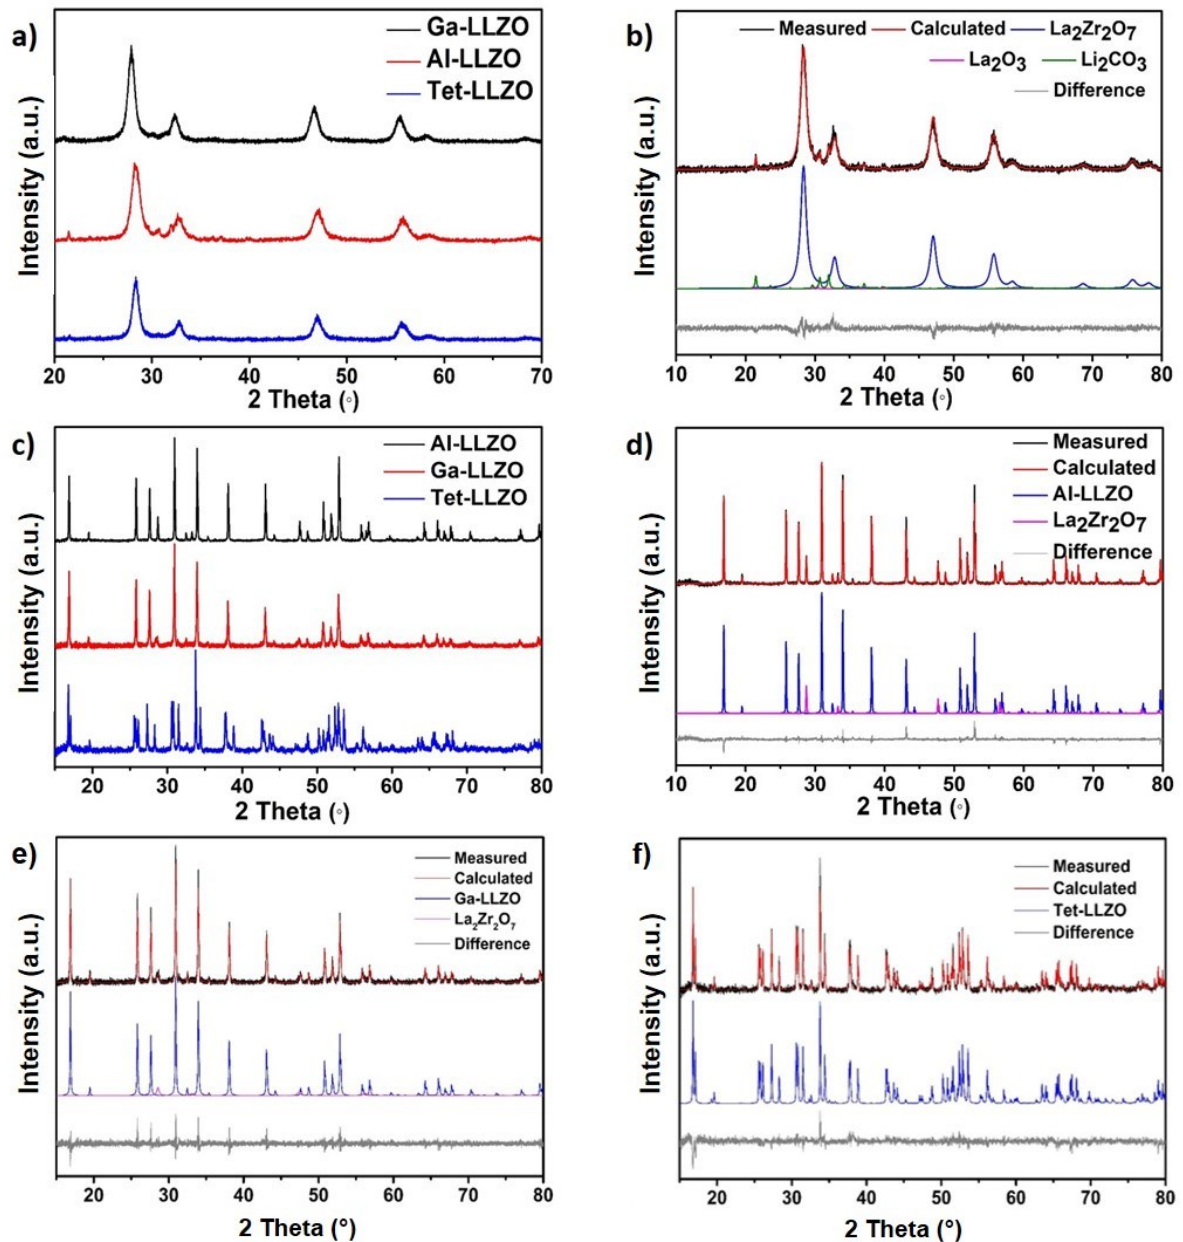 a)
Ga-LLZO
Al-LLZO
Tet-LLZO
Intensity (a.u.)
20 30 40 50 60 70
2 Theta (◦)
b)
Measured Calculated La2Zr2O7
La2O3 Li2CO3
Difference
Intensity (a.u.)
10 20 30 40 50 60 70 80
2 Theta (◦)
c)
Al-LLZO
Ga-LLZO
Tet-LLZO
Intensity (a.u.)
20 30 40 50 60 70 80
2 Theta (◦)
d)
Measured
Calculated
Al-LLZO
La2Zr2O7
Difference
Intensity (a.u.)
10 20 30 40 50 60 70 80
2 Theta (◦)
e)
Measured
Calculated
Ga-LLZO
La2Zr2O7
Difference
Intensity (a.u.)
20 30 40 50 60 70 80
2 Theta (°)
f)
Measured
Calculated
Tet-LLZO
Difference
Intensity (a.u.)
20 30 40 50 60 70 80
2 Theta (°)